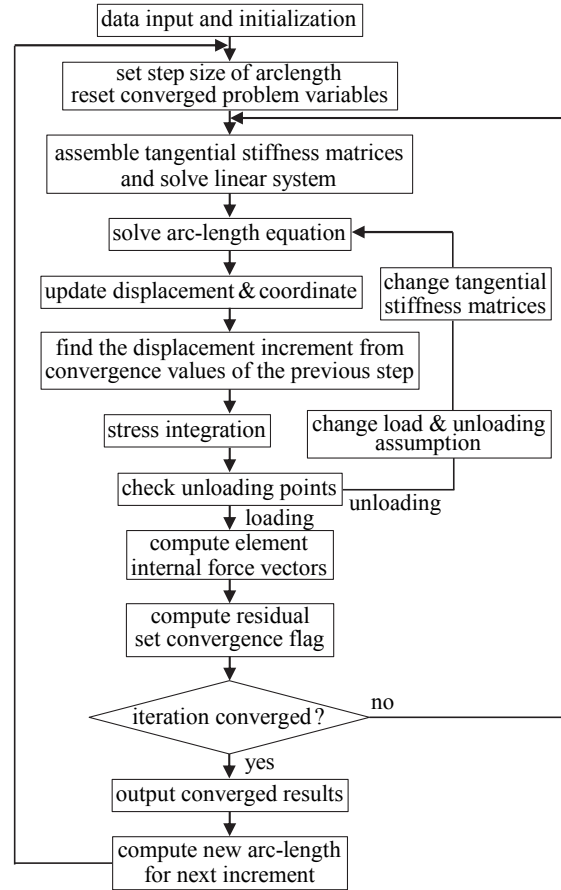 data input and initialization
set step size of arclength
reset converged problem variables
assemble tangential stiffness matrices
and solve linear system
solve arc-length equation
change tangential
stiffness matrices
update displacement & coordinate
find the displacement increment from
convergence values of the previous step
stress integration
change load & unloading
assumption
check unloading points
unloading
loading
compute element
internal force vectors
compute residual
set convergence flag
iteration converged?
no
yes
output converged results
compute new arc-length
for next increment